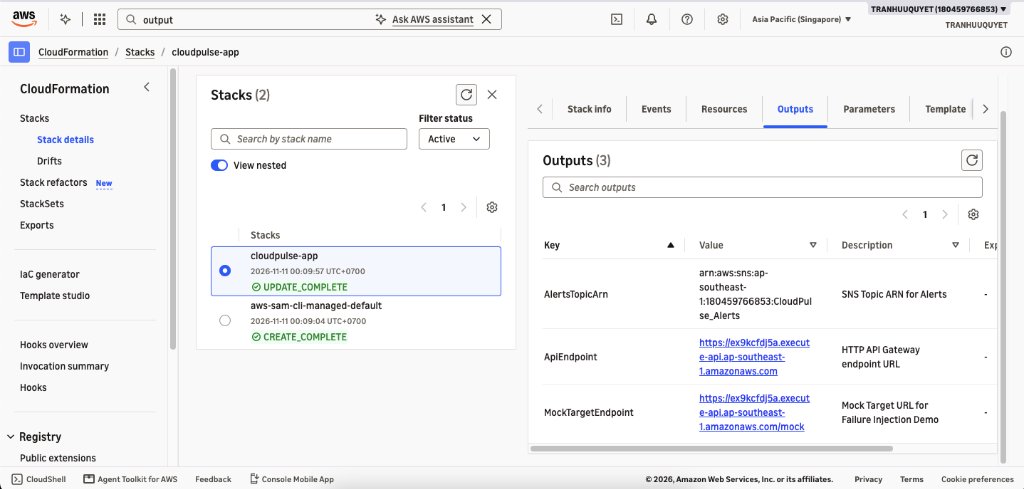 aws
output
Ask AWS assistant
Asia Pacific (Singapore) ▼
TRANHUUQUYET (180459766853) ▼
TRANHUUQUYET
CloudFormation / Stacks / cloudpulse-app
CloudFormation
Stacks
Stack details
Drifts
Stack refactors New
StackSets
Exports
IaC generator
Template studio
Hooks overview
Invocation summary
Hooks
Registry
Public extensions
Stacks (2)
Filter status
Search by stack name
Active
View nested
1
Stacks
cloudpulse-app
2026-11-11 00:09:57 UTC+0700
UPDATE_COMPLETE
aws-sam-cli-managed-default
2026-11-11 00:09:04 UTC+0700
CREATE_COMPLETE
Stack info
Events
Resources
Outputs
Parameters
Template
Outputs (3)
Search outputs
1
Key
Value
Description
Exp
AlertsTopicArn
arn:aws:sns:ap-
southeast-
1:180459766853:CloudPul
se_Alerts
SNS Topic ARN for Alerts
-
ApiEndpoint
https://ex9kcfdj5a.execut
e-api.ap-southeast-
1.amazonaws.com
HTTP API Gateway
endpoint URL
-
MockTargetEndpoint
https://ex9kcfdj5a.execut
e-api.ap-southeast-
1.amazonaws.com/mock
Mock Target URL for
Failure Injection Demo
-
CloudShell
Agent Toolkit for AWS
Feedback
Console Mobile App
© 2026, Amazon Web Services, Inc. or its affiliates.
Privacy
Terms
Cookie preferences